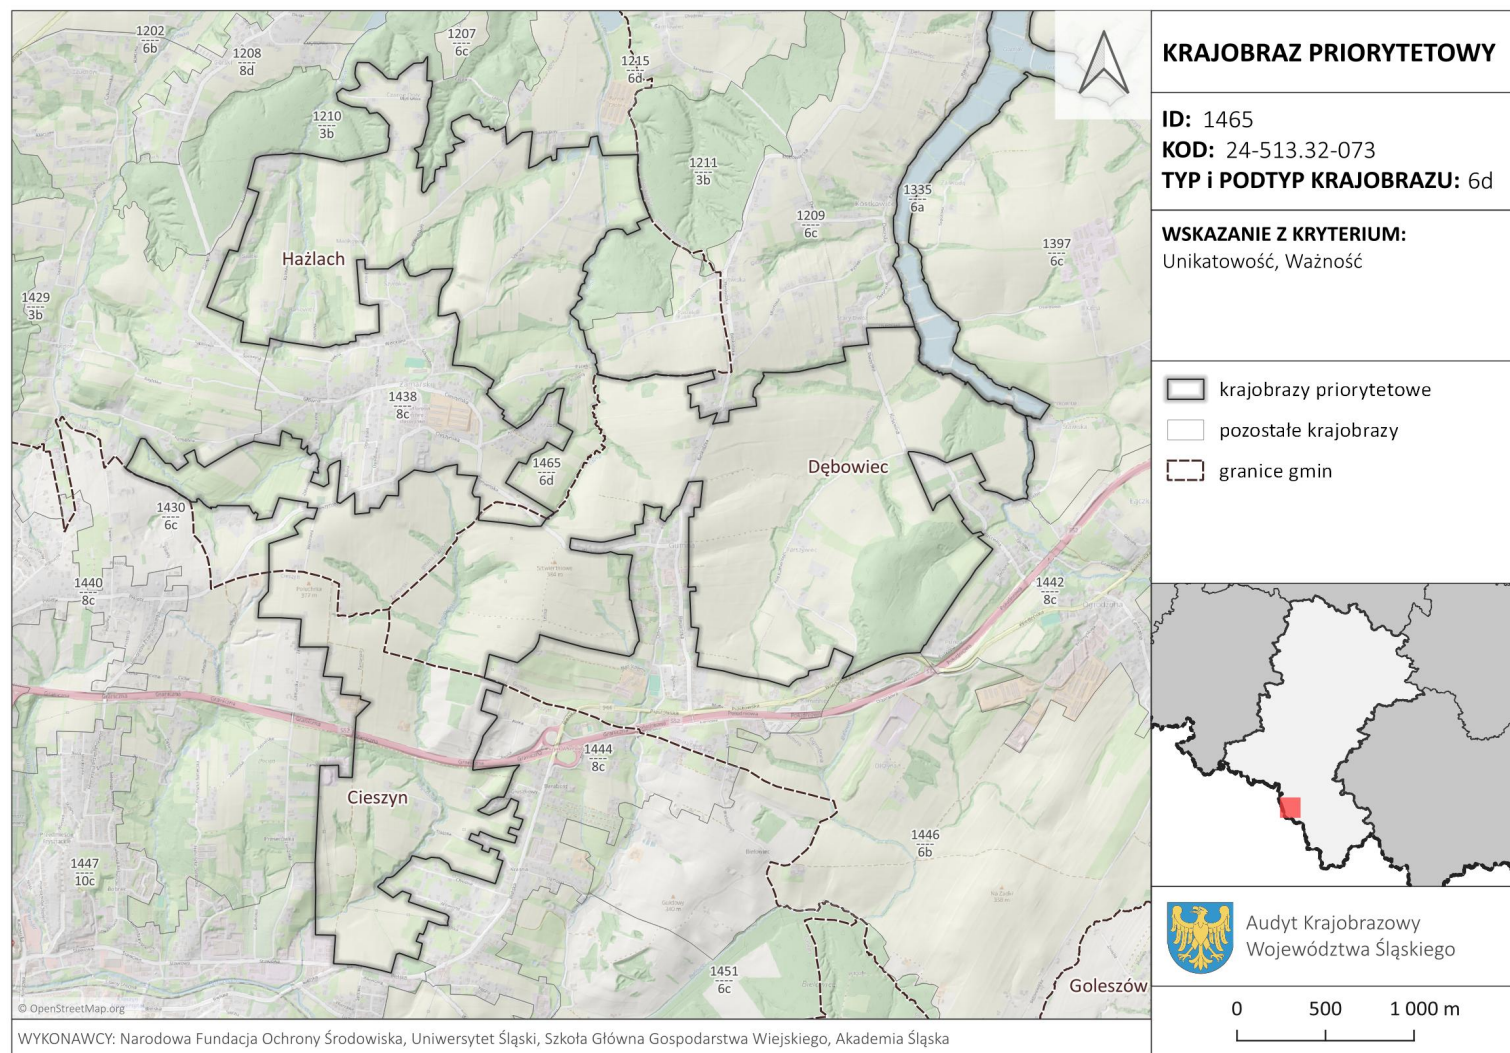 1202
6b
1208
8d
1207
6c
1215
6d
1210
3b
1211
3b
1209
6c
1335
6a
1397
6c
Hażlach
1429
3b
1438
8c
1465
6d
Dębowiec
1430
6c
1440
8c
1442
8c
1444
8c
Cieszyn
1447
10c
1446
6b
1451
6c
Goleszów
© OpenStreetMap.org
WYKONAWCY: Narodowa Fundacja Ochrony Środowiska, Uniwersytet Śląski, Szkoła Główna Gospodarstwa Wiejskiego, Akademia Śląska
KRAJOBRAZ PRIORYTETOWY
ID: 1465
KOD: 24-513.32-073
TYP i PODTYP KRAJOBRAZU: 6d
WSKAZANIE Z KRYTERIUM:
Unikatowość, Ważność
krajobrazy priorytetowe
pozostałe krajobrazy
granice gmin
Audyt Krajobrazowy
Województwa Śląskiego
0 500 1 000 m